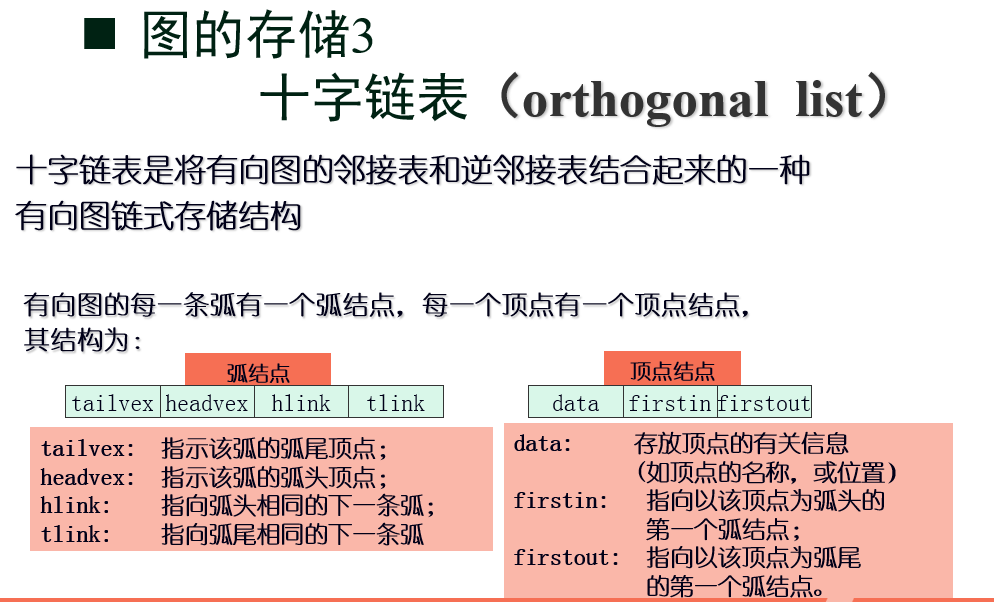 ■ 图的存储3
十字链表（orthogonal list）
十字链表是将有向图的邻接表和逆邻接表结合起来的一种
有向图链式存储结构
有向图的每一条弧有一个弧结点，每一个顶点有一个顶点结点，
其结构为：
弧结点
tailvex headvex hlink tlink
tailvex: 指示该弧的弧尾顶点；
headvex: 指示该弧的弧头顶点；
hlink: 指向弧头相同的下一条弧；
tlink: 指向弧尾相同的下一条弧
顶点结点
data firstin firstout
data: 存放顶点的有关信息
(如顶点的名称，或位置)
firstin: 指向以该顶点为弧头的
第一个弧结点；
firstout: 指向以该顶点为弧尾
的第一个弧结点。